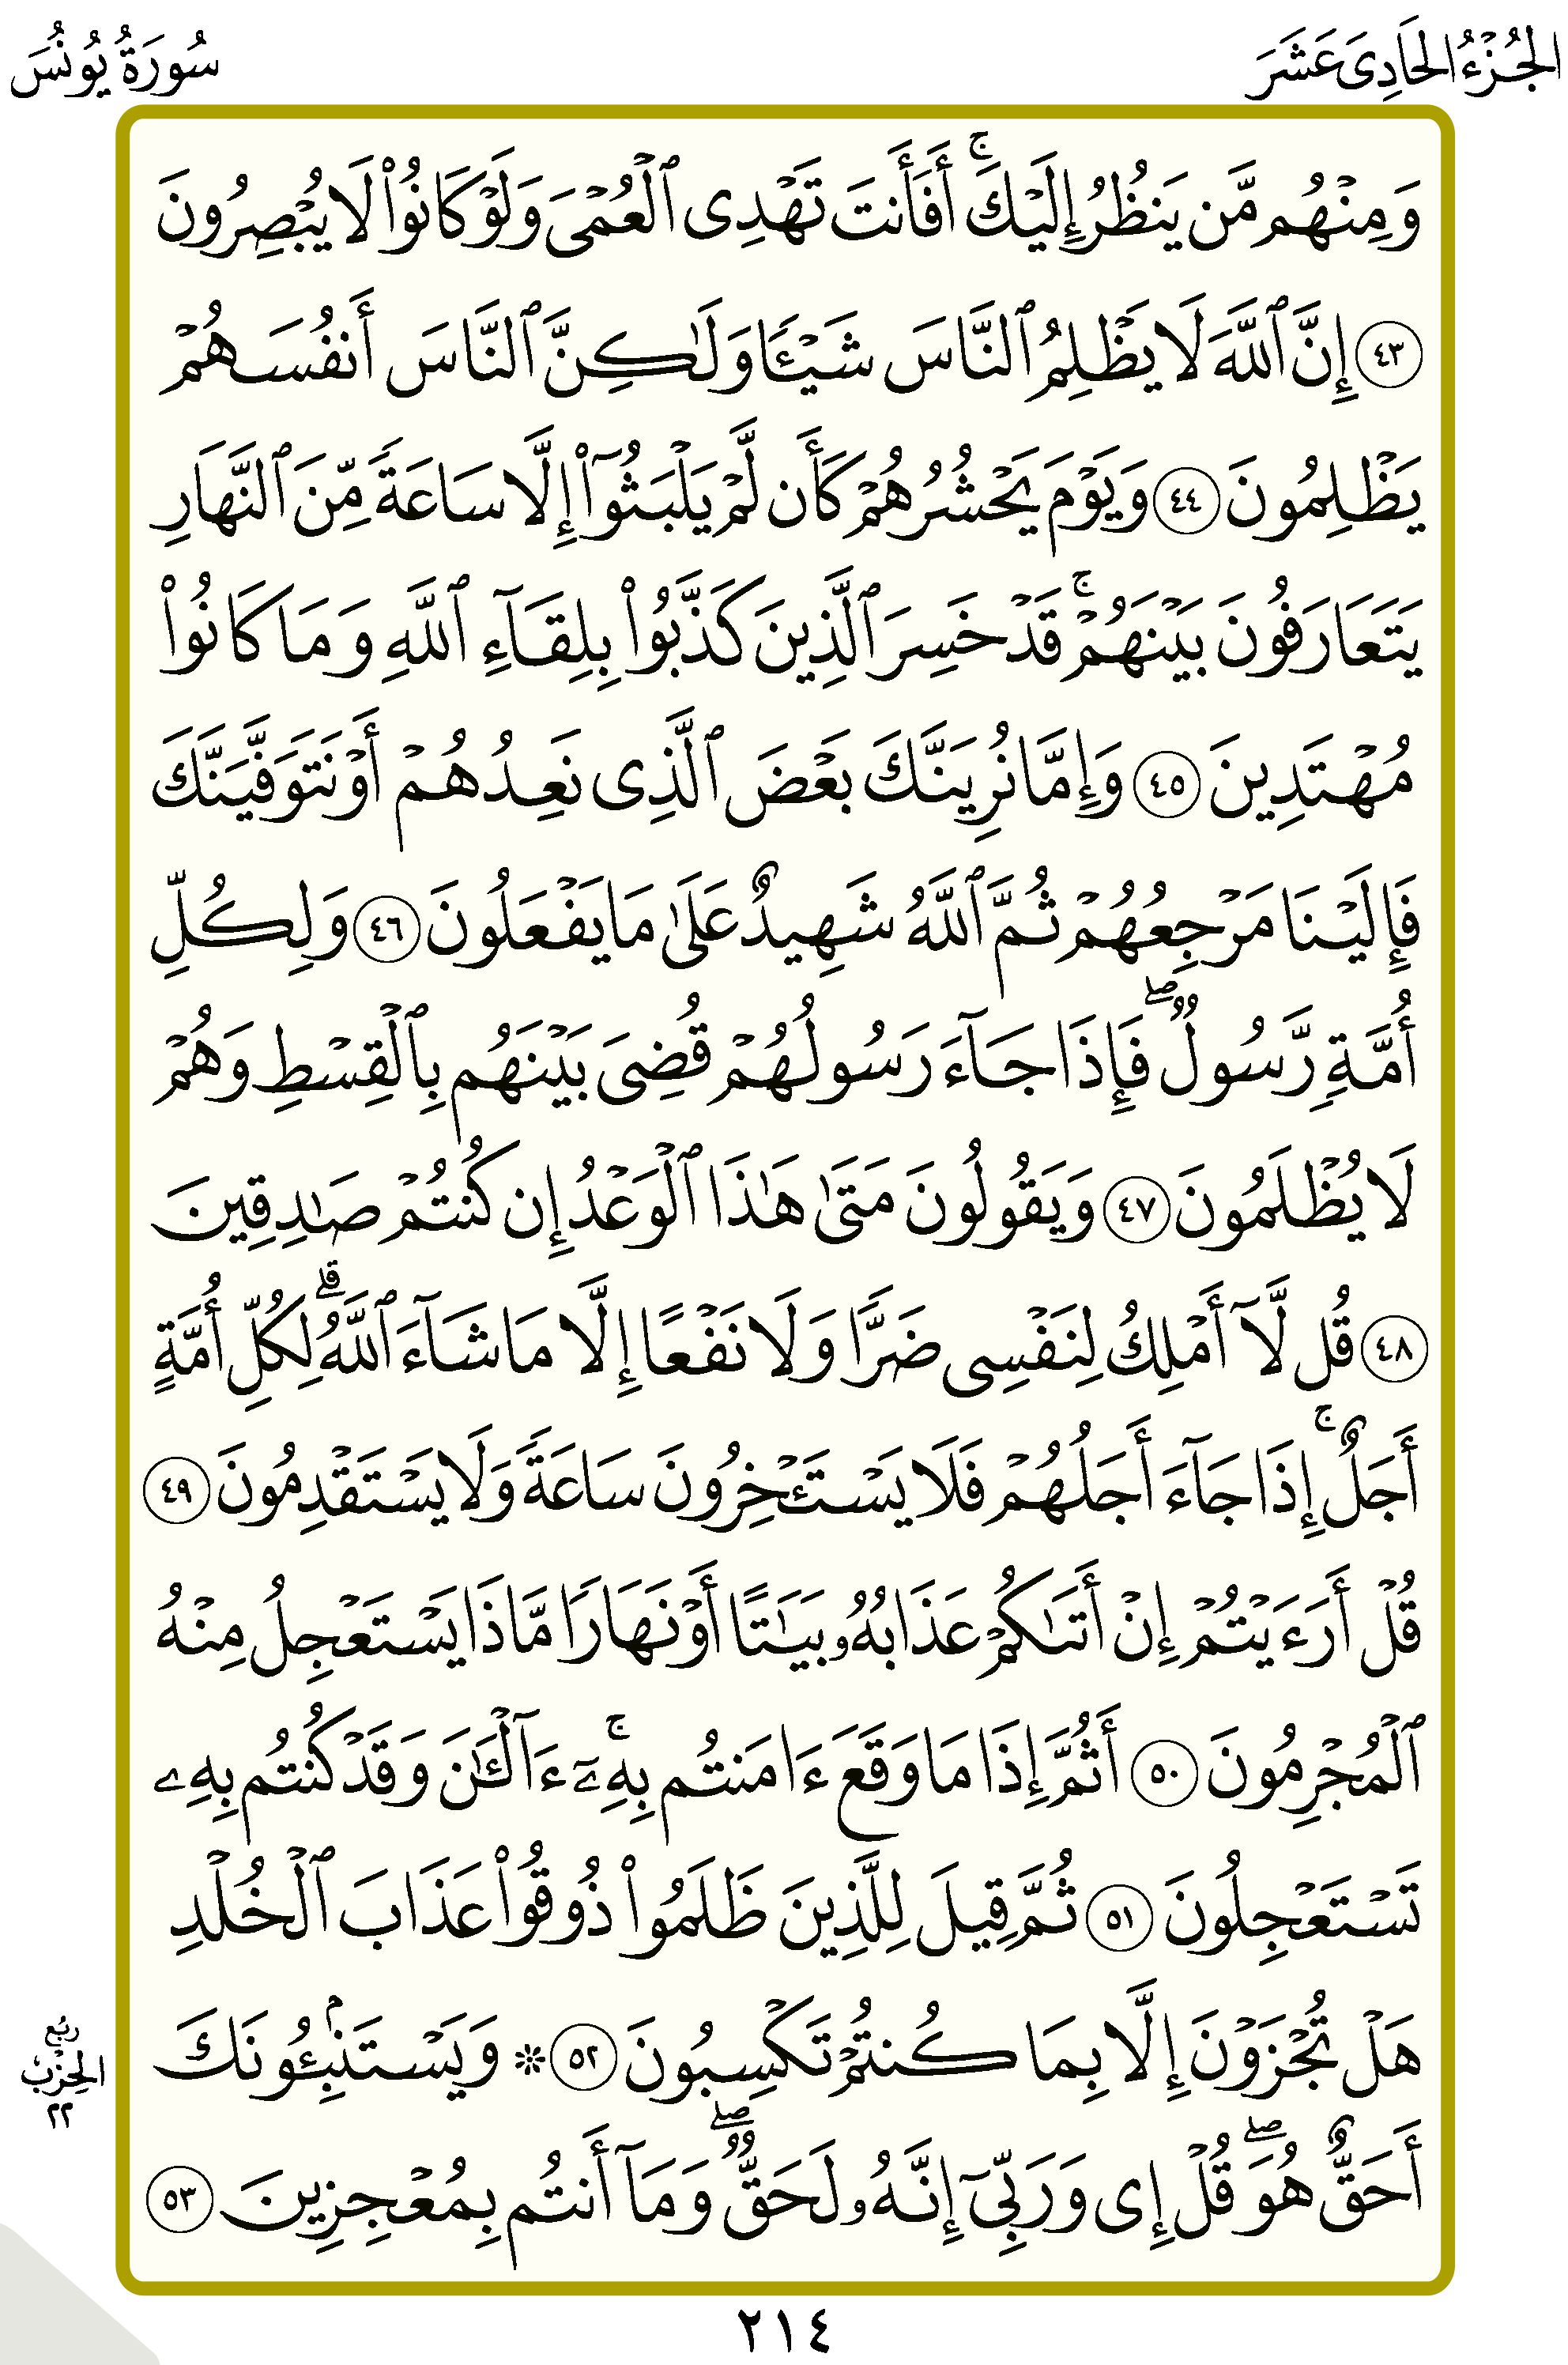 الجُزْءُ الحَادِيَ عَشَرَ
سُورَةُ يُونُسَ
وَمِنْهُم مَّن يَنظُرُ إِلَيْكَ ۚ أَفَأَنتَ تَهْدِى ٱلْعُمْىَ وَلَوْ كَانُوا۟ لَا يُبْصِرُونَ
٤٣ إِنَّ ٱللَّهَ لَا يَظْلِمُ ٱلنَّاسَ شَيْـًٔا وَلَـٰكِنَّ ٱلنَّاسَ أَنفُسَهُمْ
يَظْلِمُونَ ٤٤ وَيَوْمَ يَحْشُرُهُمْ كَأَن لَّمْ يَلْبَثُوٓا۟ إِلَّا سَاعَةً مِّنَ ٱلنَّهَارِ
يَتَعَارَفُونَ بَيْنَهُمْ ۚ قَدْ خَسِرَ ٱلَّذِينَ كَذَّبُوا۟ بِلِقَآءِ ٱللَّهِ وَمَا كَانُوا۟
مُهْتَدِينَ ٤٥ وَإِمَّا نُرِيَنَّكَ بَعْضَ ٱلَّذِى نَعِدُهُمْ أَوْ نَتَوَفَّيَنَّكَ
فَإِلَيْنَا مَرْجِعُهُمْ ثُمَّ ٱللَّهُ شَهِيدٌ عَلَىٰ مَا يَفْعَلُونَ ٤٦ وَلِكُلِّ
أُمَّةٍ رَّسُولٌ ۖ فَإِذَا جَآءَ رَسُولُهُمْ قُضِىَ بَيْنَهُم بِٱلْقِسْطِ وَهُمْ
لَا يُظْلَمُونَ ٤٧ وَيَقُولُونَ مَتَىٰ هَـٰذَا ٱلْوَعْدُ إِن كُنتُمْ صَـٰدِقِينَ
٤٨ قُل لَّآ أَمْلِكُ لِنَفْسِى ضَرًّا وَلَا نَفْعًا إِلَّا مَا شَآءَ ٱللَّهُ ۗ لِكُلِّ أُمَّةٍ
أَجَلٌ ۚ إِذَا جَآءَ أَجَلُهُمْ فَلَا يَسْتَـْٔخِرُونَ سَاعَةً وَلَا يَسْتَقْدِمُونَ ٤٩
قُلْ أَرَءَيْتُمْ إِنْ أَتَىٰكُمْ عَذَابُهُۥ بَيَـٰتًا أَوْ نَهَارًا مَّاذَا يَسْتَعْجِلُ مِنْهُ
ٱلْمُجْرِمُونَ ٥٠ أَثُمَّ إِذَا مَا وَقَعَ ءَامَنتُم بِهِۦٓ ۚ ءَآلْـَٔـٰنَ وَقَدْ كُنتُم بِهِۦ
تَسْتَعْجِلُونَ ٥١ ثُمَّ قِيلَ لِلَّذِينَ ظَلَمُوا۟ ذُوقُوا۟ عَذَابَ ٱلْخُلْدِ
هَلْ تُجْزَوْنَ إِلَّا بِمَا كُنتُمْ تَكْسِبُونَ ٥٢ ۞ وَيَسْتَنۢبِـُٔونَكَ
أَحَقٌّ هُوَ ۖ قُلْ إِى وَرَبِّىٓ إِنَّهُۥ لَحَقٌّ ۖ وَمَآ أَنتُم بِمُعْجِزِينَ ٥٣
رُبْع
الحِزْب
٢٢
٢١٤